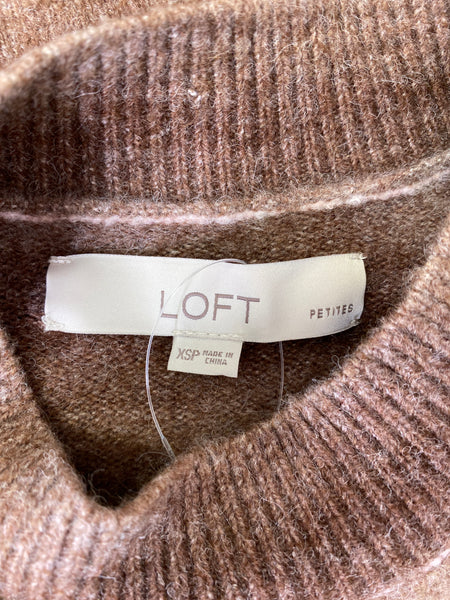 LOFT PETITES
XSP MADE IN
CHINA